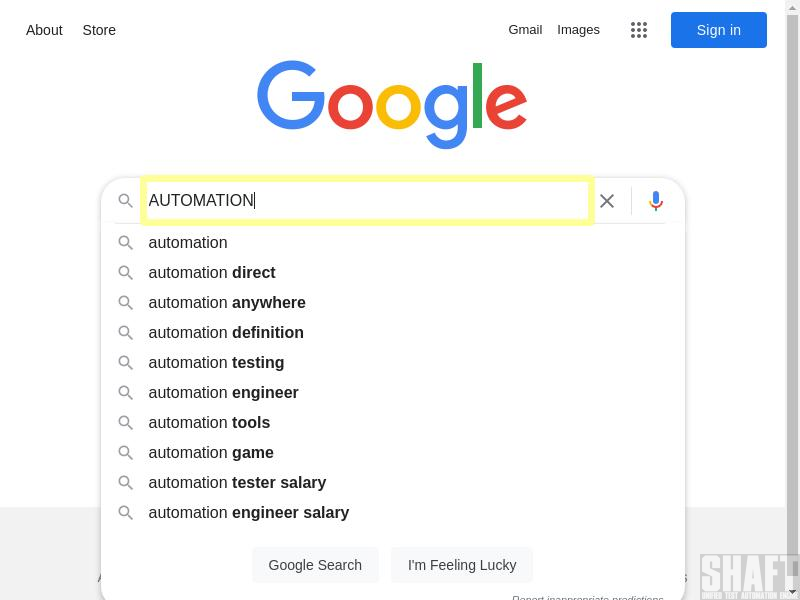 About Store Gmail Images Sign in
Google
AUTOMATION
automation
automation direct
automation anywhere
automation definition
automation testing
automation engineer
automation tools
automation game
automation tester salary
automation engineer salary
Google Search I'm Feeling Lucky
Report inappropriate predictions
SHAFT